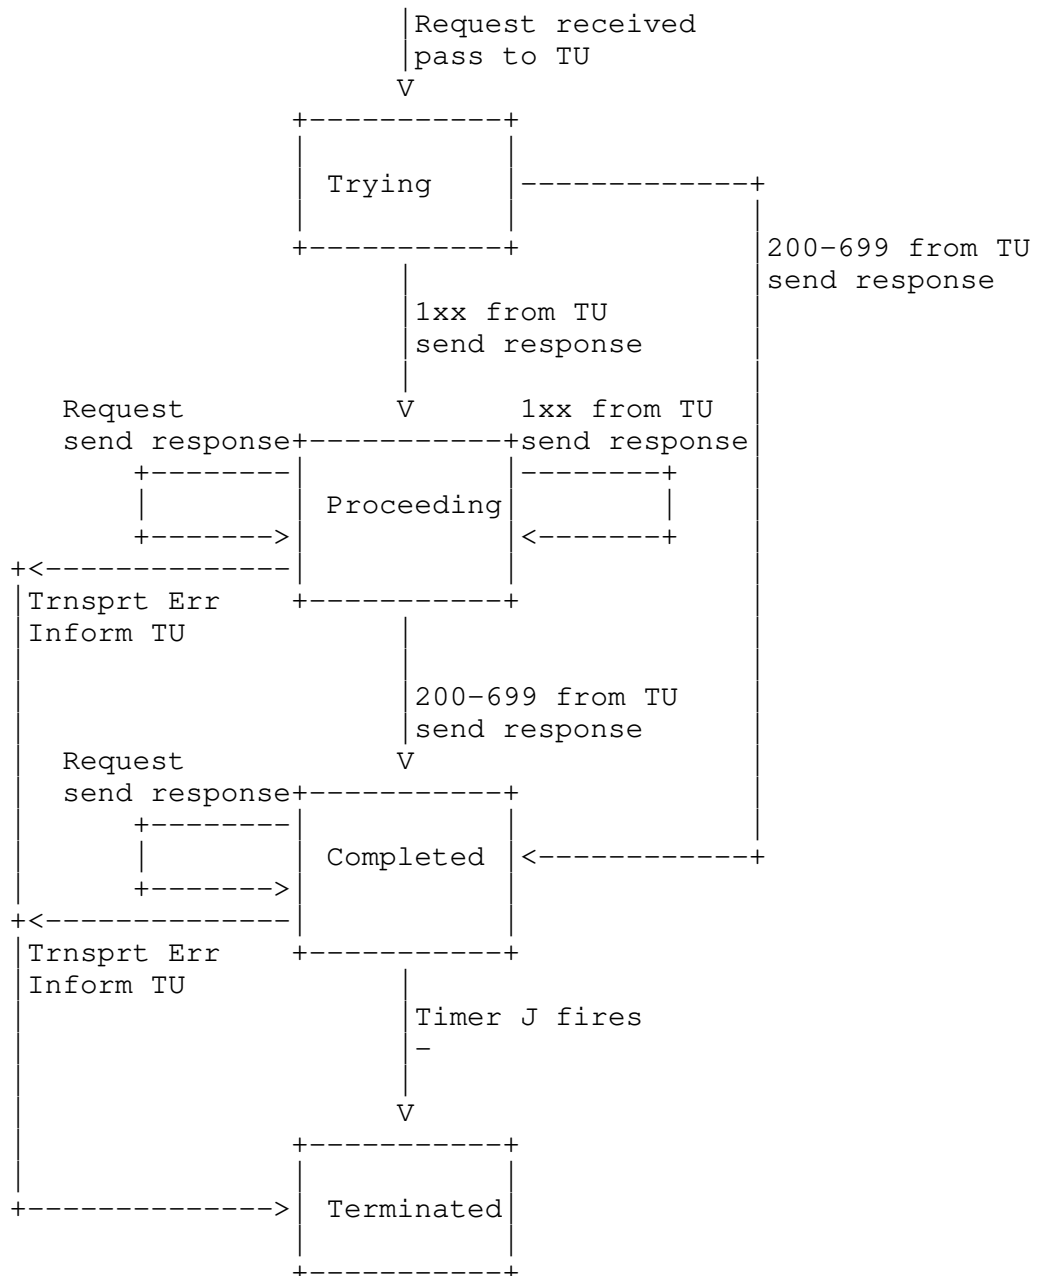 Request received
pass to TU
Trying
200-699 from TU
send response
1xx from TU
send response
Request
1xx from TU
send response
send response
Proceeding
Trnsprt Err
Inform TU
200-699 from TU
send response
Request
send response
Completed
Trnsprt Err
Inform TU
Timer J fires
-
Terminated